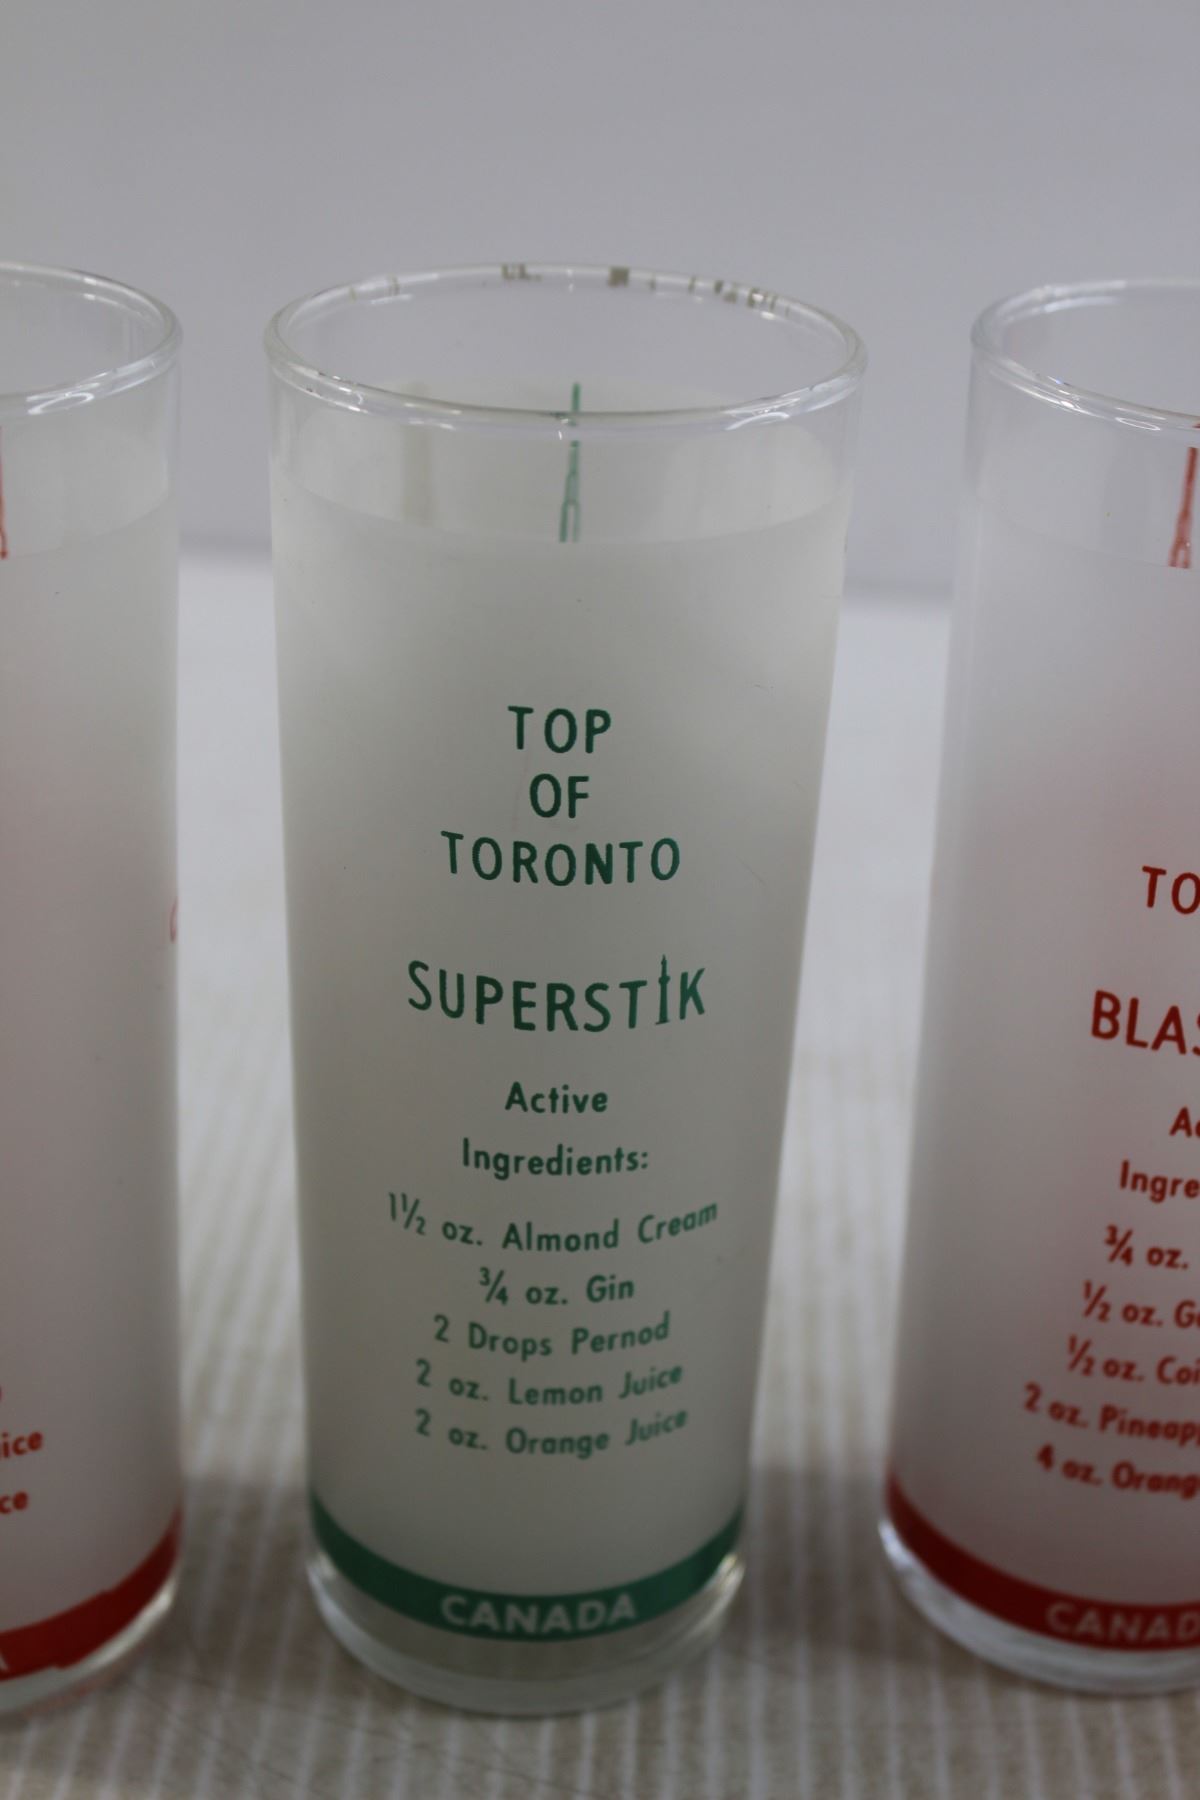 TOP
OF
TORONTO
SUPERSTIK
Active
Ingredients:
1½ oz. Almond Cream
¾ oz. Gin
2 Drops Pernod
2 oz. Lemon Juice
2 oz. Orange Juice
CANADA
ice
ce
TO
BLAS
Ingre
¾ oz.
½ oz. G
½ oz. Coi
2 oz. Pineapp
4 oz. Orang
CANAD